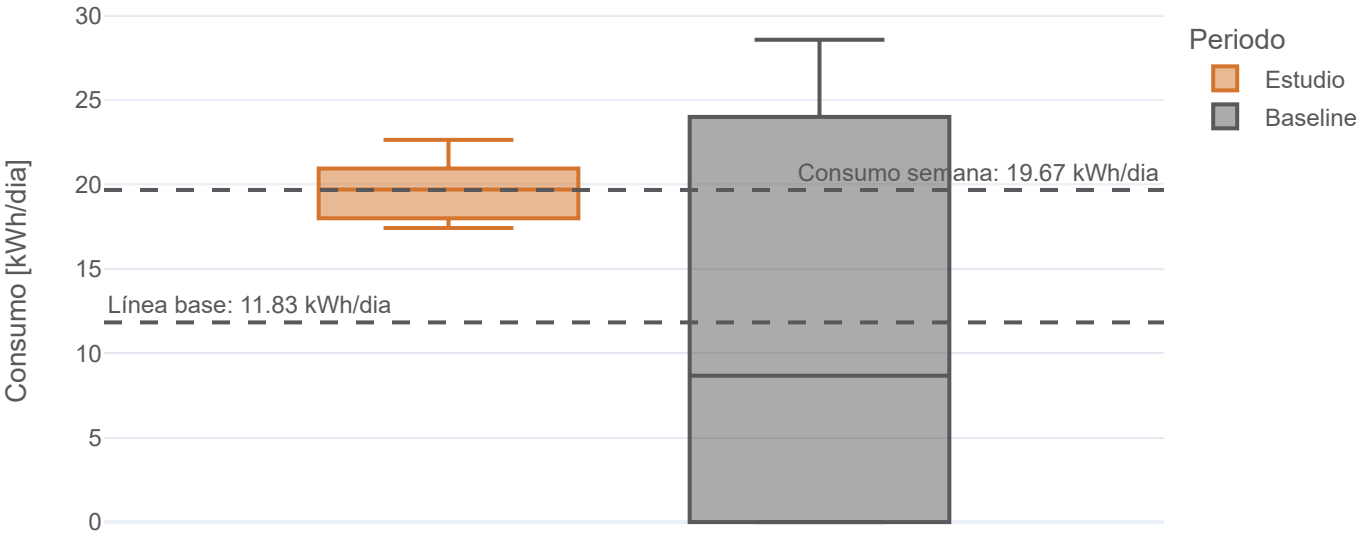 30
25
20
15
10
5
0
Consumo [kWh/dia]
Consumo semana: 19.67 kWh/dia
Línea base: 11.83 kWh/dia
Periodo
Estudio
Baseline